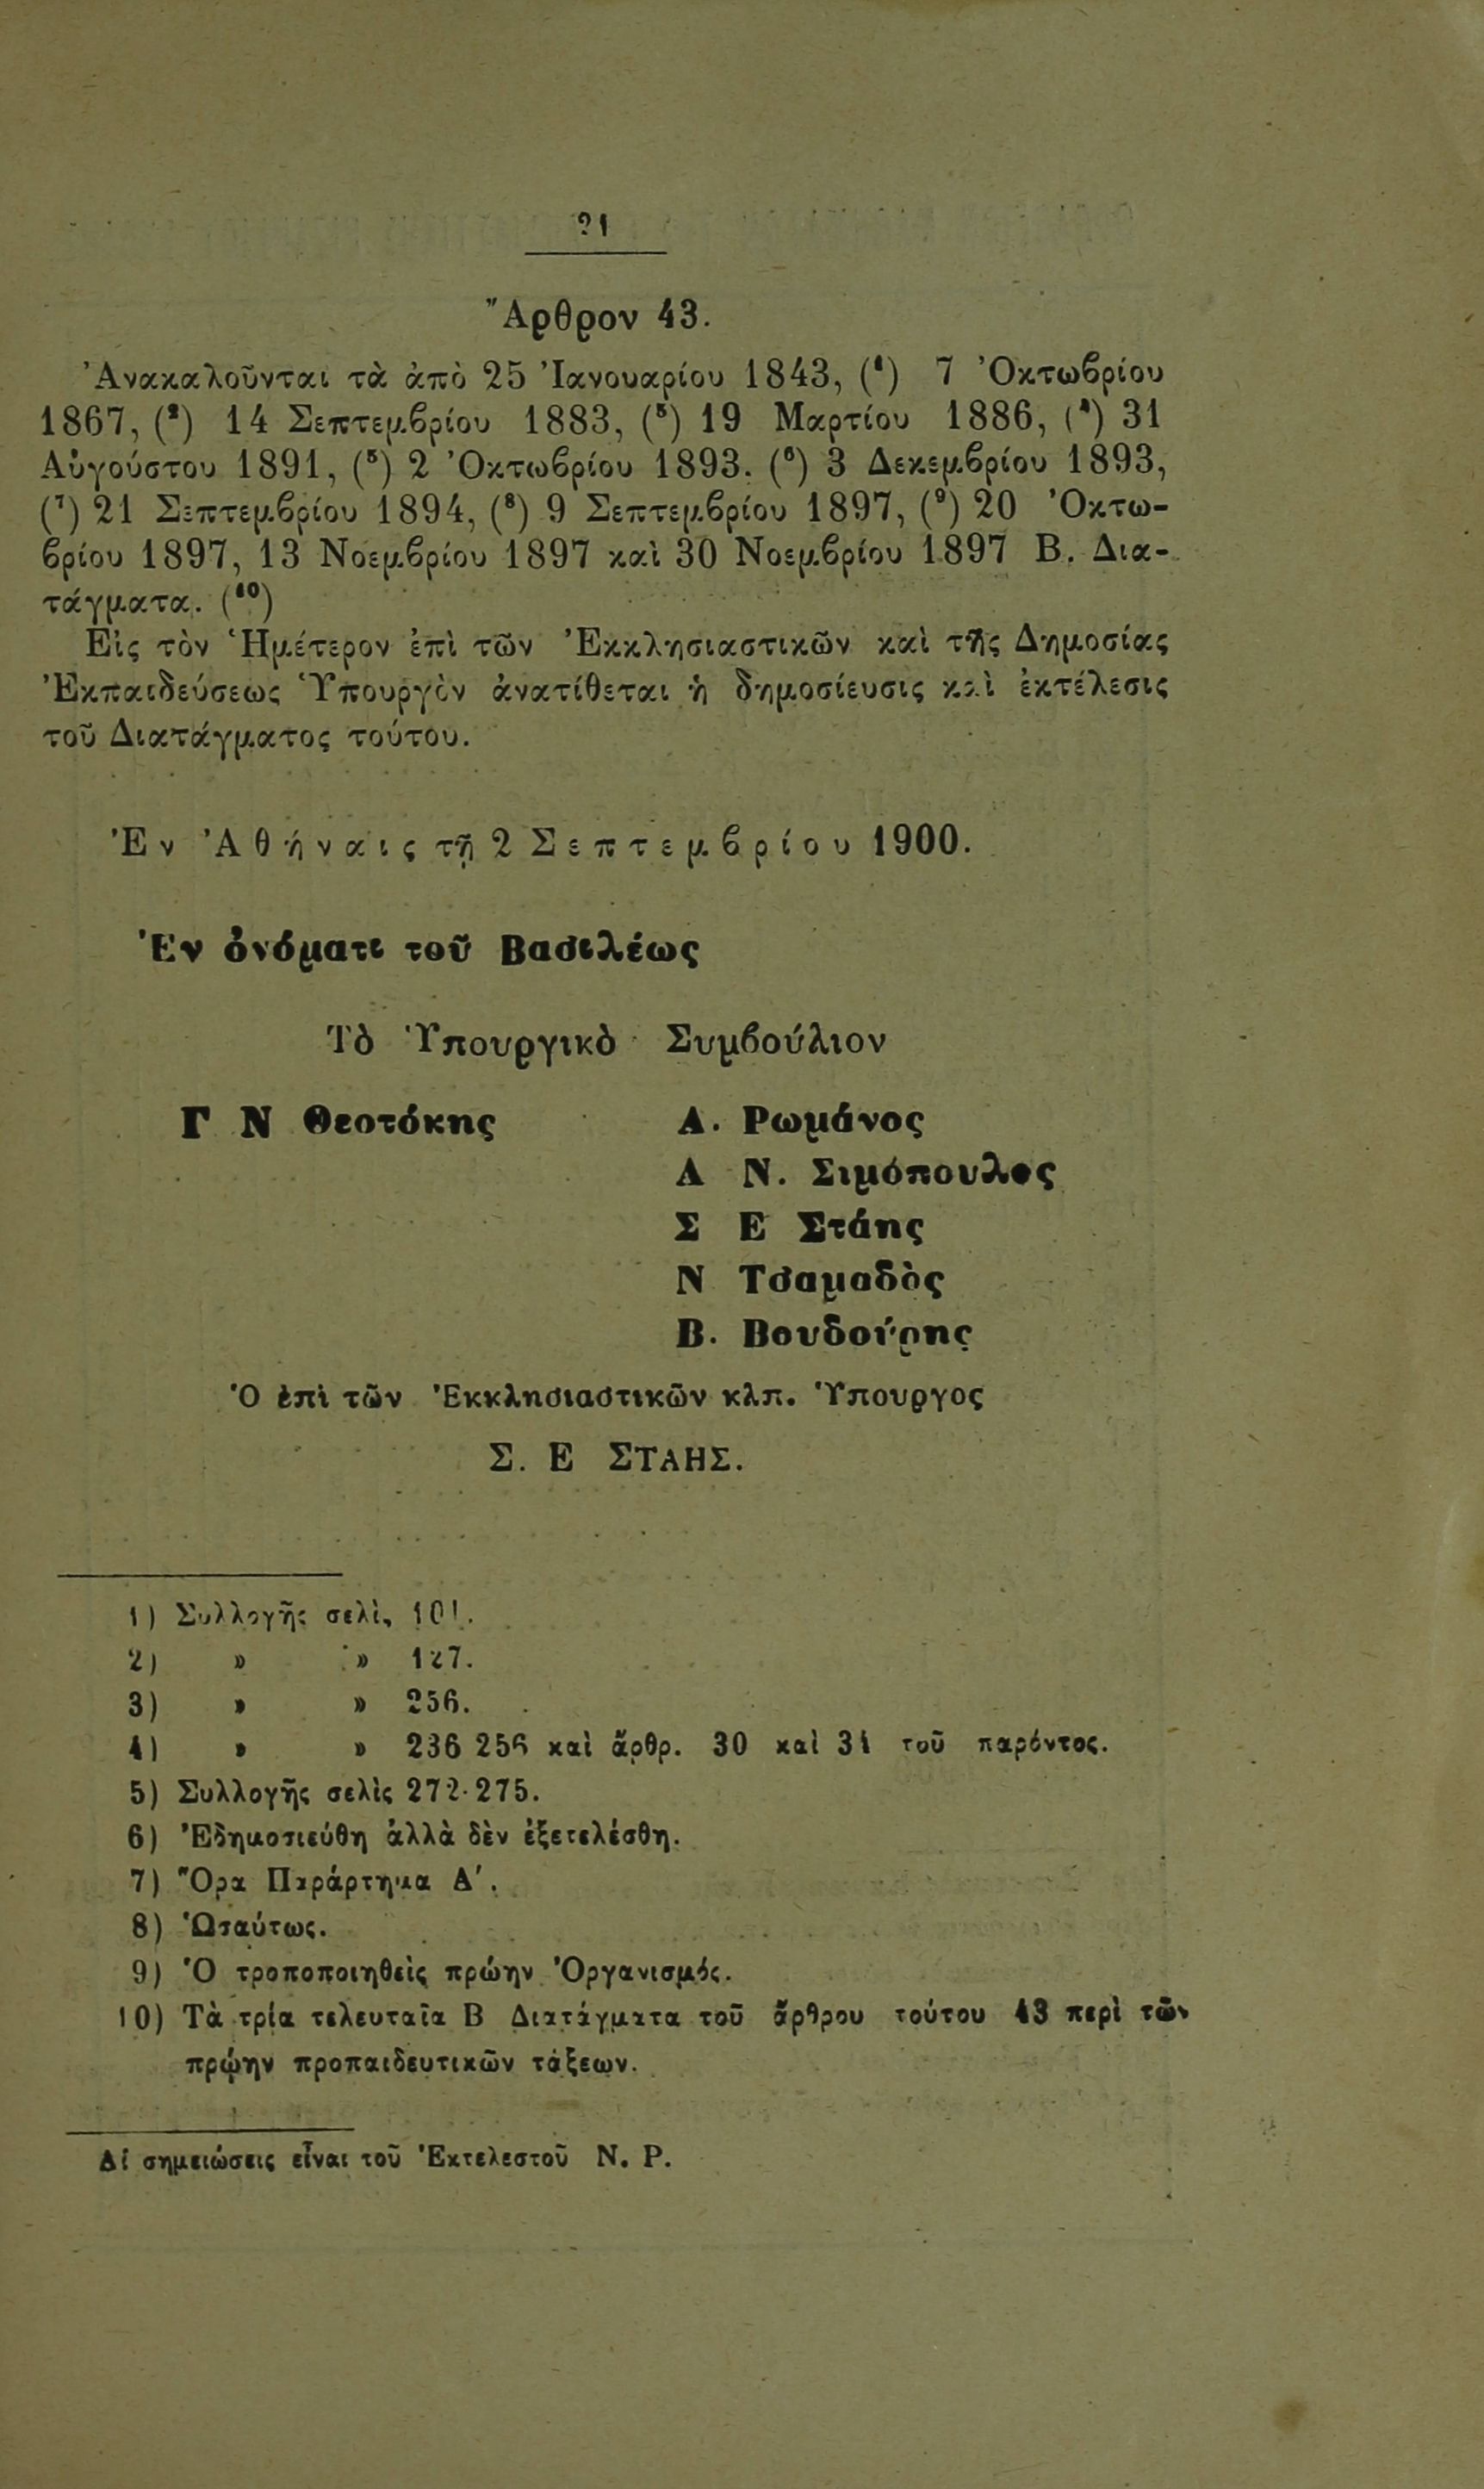 21
Ἄρθρον 43.
Ἀνακαλοῦνται τὰ ἀπὸ 25 Ἰανουαρίου 1843, (¹) 7 Ὀκτωβρίου
1867, (²) 14 Σεπτεμβρίου 1883, (³) 19 Μαρτίου 1886, (⁴) 31
Αὐγούστου 1891, (⁵) 2 Ὀκτωβρίου 1893. (⁶) 3 Δεκεμβρίου 1893,
(⁷) 21 Σεπτεμβρίου 1894, (⁸) 9 Σεπτεμβρίου 1897, (⁹) 20 Ὀκτω-
βρίου 1897, 13 Νοεμβρίου 1897 καὶ 30 Νοεμβρίου 1897 Β. Δια-
τάγματα. (¹⁰)
Εἰς τὸν Ἡμέτερον ἐπὶ τῶν Ἐκκλησιαστικῶν καὶ τῆς Δημοσίας
Ἐκπαιδεύσεως Ὑπουργὸν ἀνατίθεται ἡ δημοσίευσις καὶ ἐκτέλεσις
τοῦ Διατάγματος τούτου.
Ἐν Ἀθήναις τῇ 2 Σεπτεμβρίου 1900.
Ἐν ὀνόματι τοῦ Βασιλέως
Τὸ Ὑπουργικὸ Συμβούλιον
Γ Ν Θεοτόκης Α. Ρωμάνος
Α Ν. Σιμόπουλος
Σ Ε Στάης
Ν Τσαμαδὸς
Β. Βουδούρης
Ὁ ἐπὶ τῶν Ἐκκλησιαστικῶν κλπ. Ὑπουργος
Σ. Ε ΣΤΑΗΣ.
1) Συλλογῆς σελὶς 101.
2) » » 127.
3) » » 256.
4) » » 236 256 καὶ ἄρθρ. 30 καὶ 31 τοῦ παρόντος.
5) Συλλογῆς σελὶς 272-275.
6) Ἐδημοσιεύθη ἀλλὰ δὲν ἐξετελέσθη.
7) Ὅρα Παράρτημα Α΄.
8) Ὡσαύτως.
9) Ὁ τροποποιηθεὶς πρώην Ὀργανισμός.
10) Τὰ τρία τελευταῖα Β Διατάγματα τοῦ ἄρθρου τούτου 43 περὶ τῶν
πρῴην προπαιδευτικῶν τάξεων.
Αἱ σημειώσεις εἶναι τοῦ Ἐκτελεστοῦ Ν. Ρ.